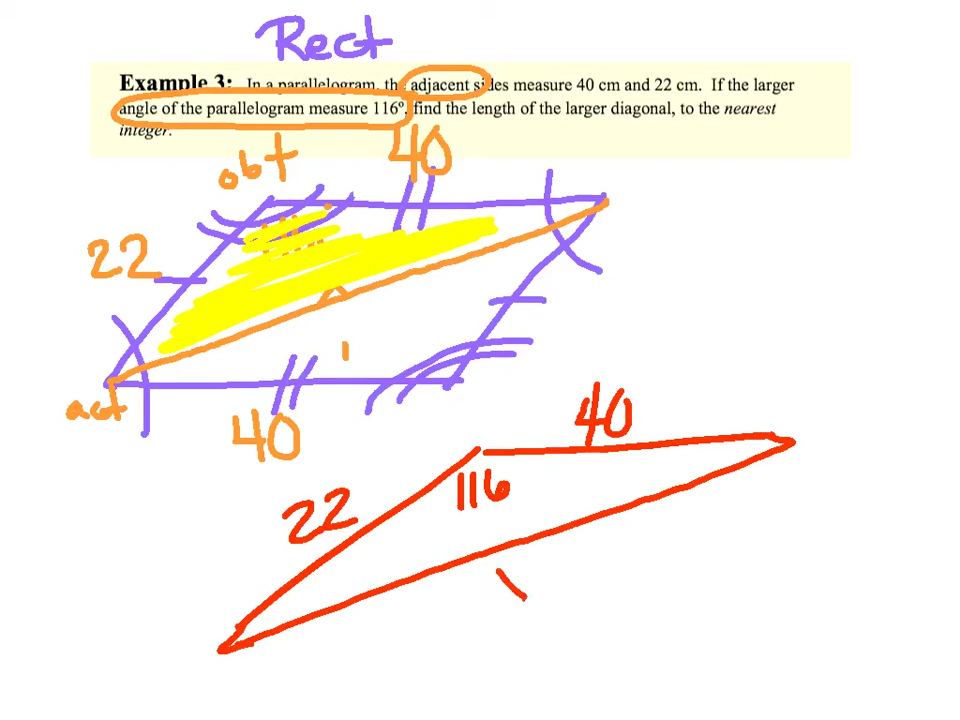 Rect
Example 3: In a parallelogram, the adjacent sides measure 40 cm and 22 cm. If the larger
angle of the parallelogram measure 116º, find the length of the larger diagonal, to the nearest
integer.
obt
40
22
act
40
40
116
22